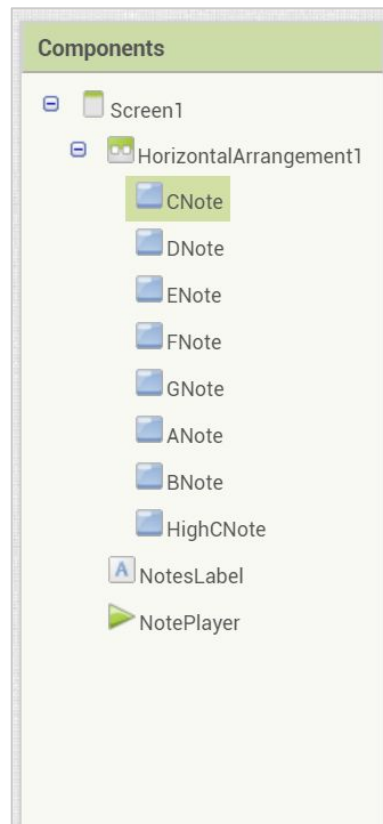 Components
Screen1
HorizontalArrangement1
CNote
DNote
ENote
FNote
GNote
ANote
BNote
HighCNote
A NotesLabel
NotePlayer